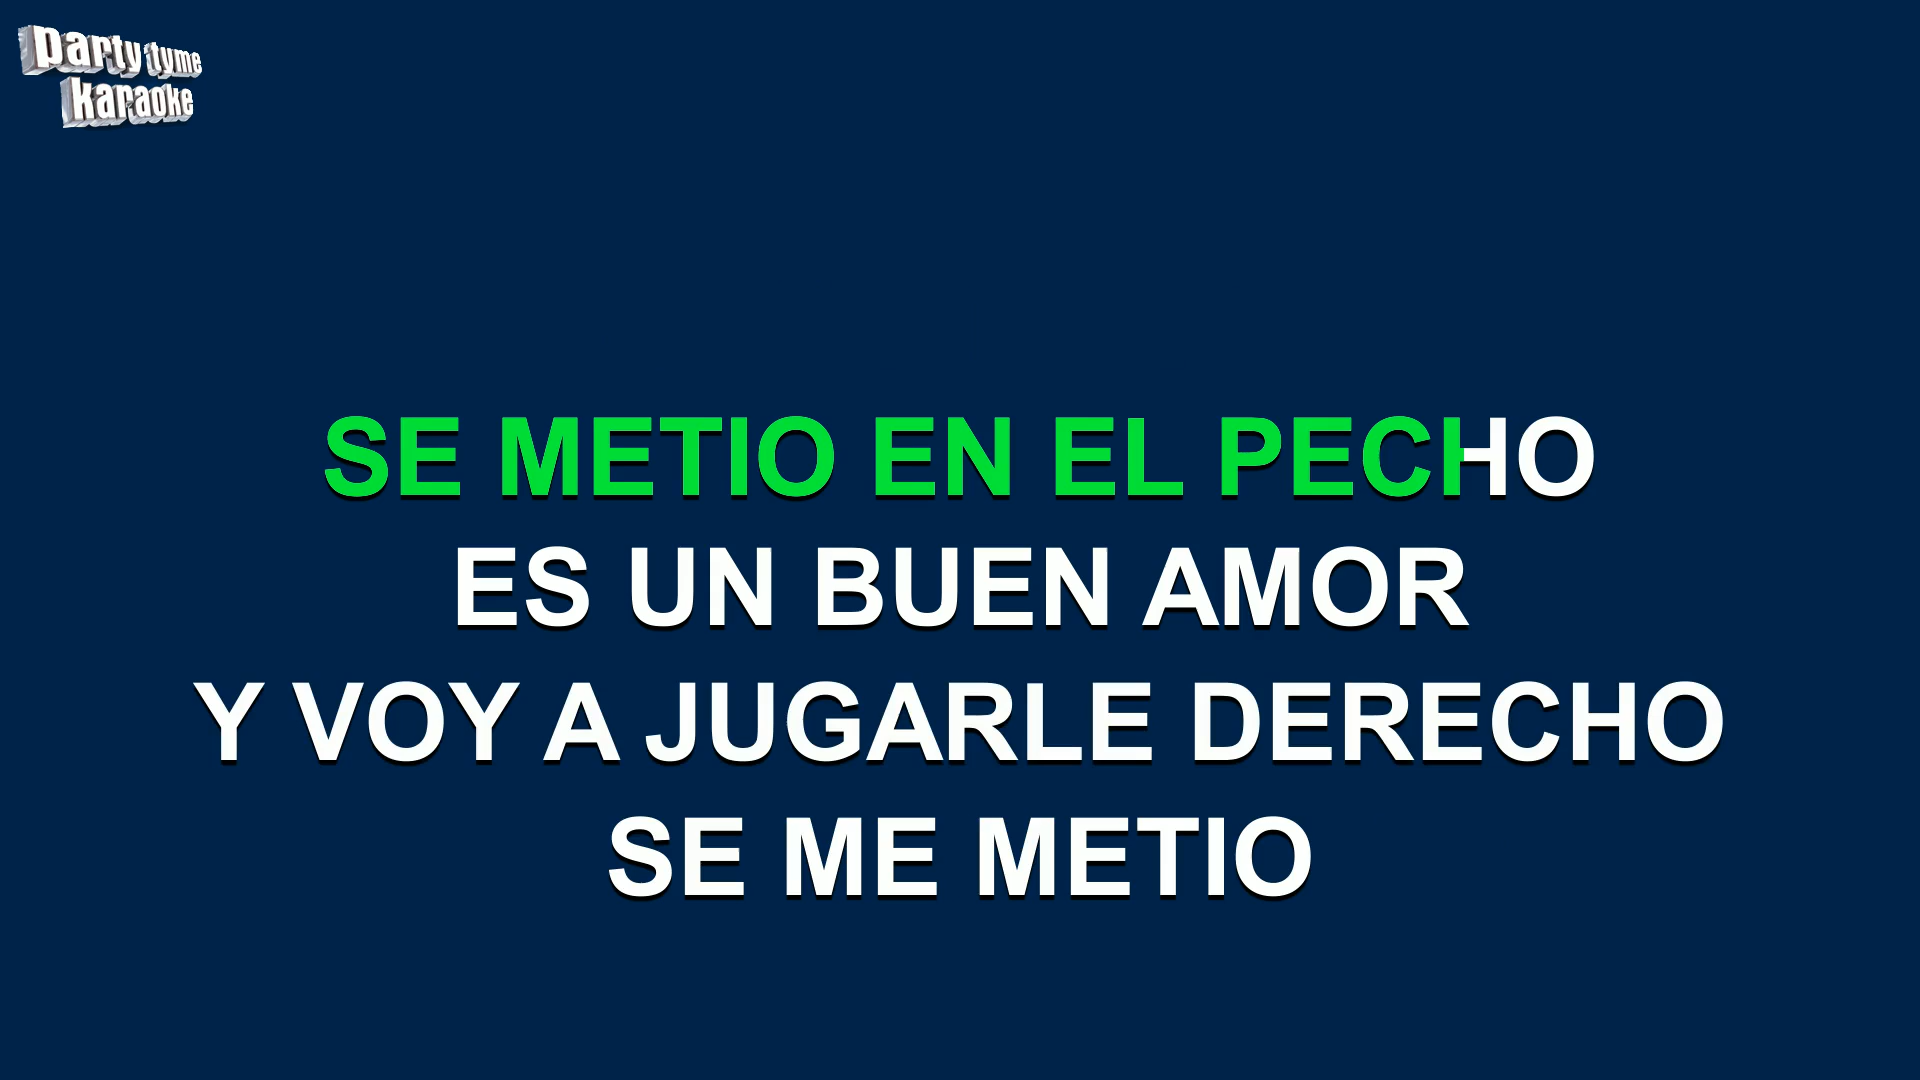 party tyme
karaoke
SE METIO EN EL PECHO
ES UN BUEN AMOR
Y VOY A JUGARLE DERECHO
SE ME METIO